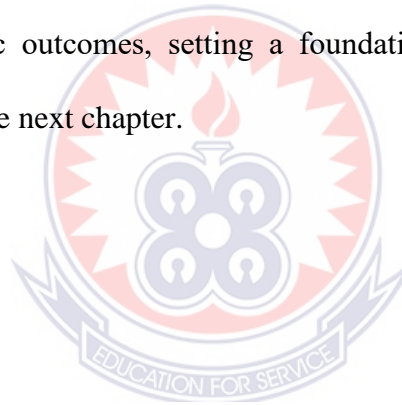 c outcomes, setting a foundati
e next chapter.
EDUCATION FOR SERVICE